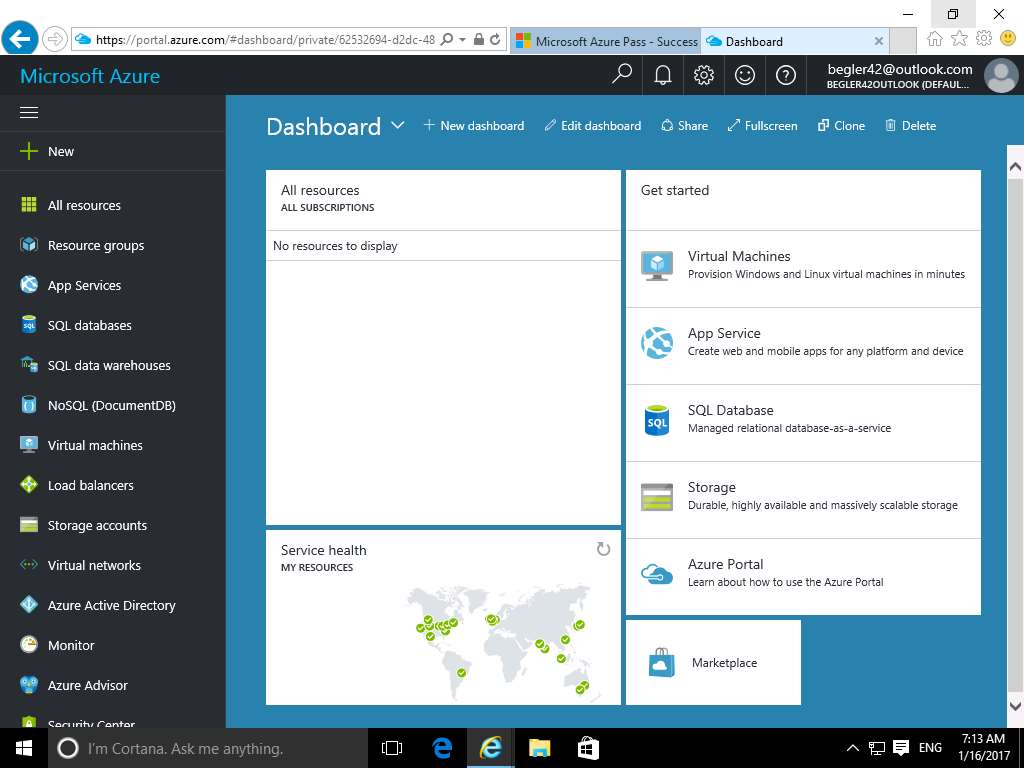 https://portal.azure.com/#dashboard/private/62532694-d2dc-48
Microsoft Azure Pass - Success
Dashboard
Microsoft Azure
begler42@outlook.com
BEGLER42OUTLOOK (DEFAUL...
New
All resources
Resource groups
App Services
SQL databases
SQL data warehouses
NoSQL (DocumentDB)
Virtual machines
Load balancers
Storage accounts
Virtual networks
Azure Active Directory
Monitor
Azure Advisor
Security Center
Dashboard
New dashboard
Edit dashboard
Share
Fullscreen
Clone
Delete
All resources
ALL SUBSCRIPTIONS
No resources to display
Service health
MY RESOURCES
Get started
Virtual Machines
Provision Windows and Linux virtual machines in minutes
App Service
Create web and mobile apps for any platform and device
SQL
SQL Database
Managed relational database-as-a-service
Storage
Durable, highly available and massively scalable storage
Azure Portal
Learn about how to use the Azure Portal
Marketplace
I'm Cortana. Ask me anything.
ENG
7:13 AM
1/16/2017